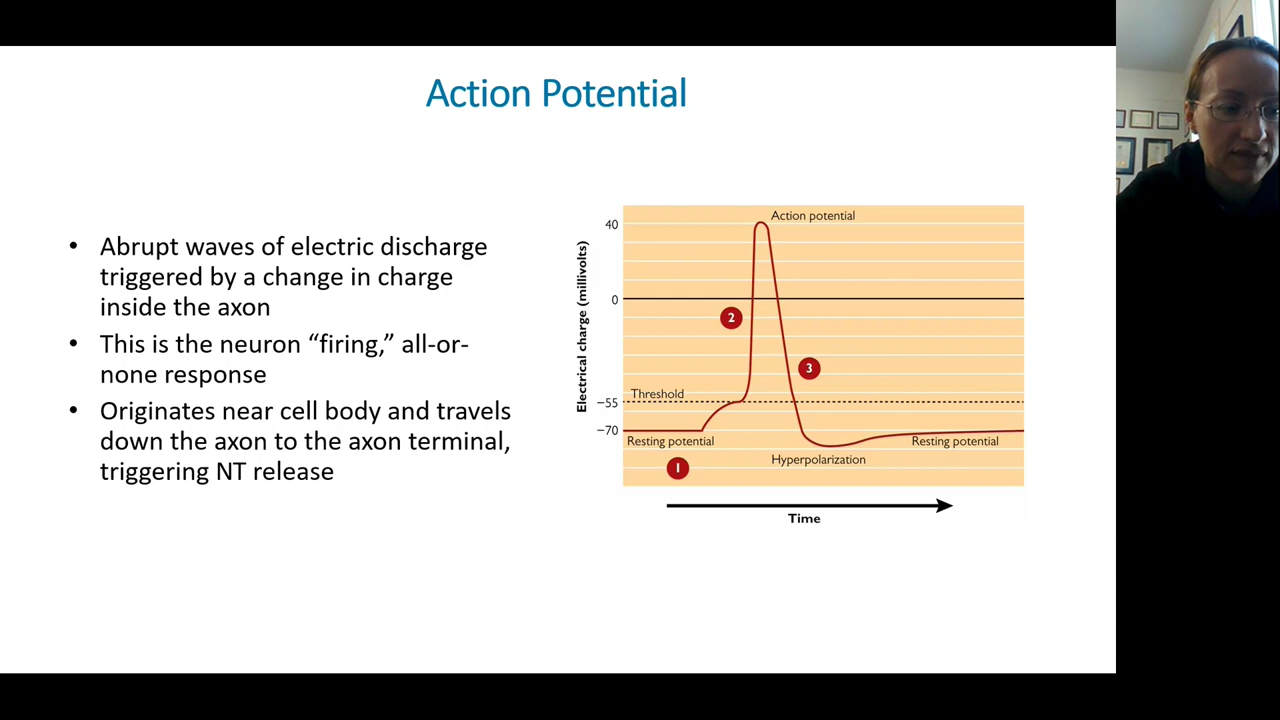 Action Potential
• Abrupt waves of electric discharge
triggered by a change in charge
inside the axon
• This is the neuron “firing,” all-or-
none response
• Originates near cell body and travels
down the axon to the axon terminal,
triggering NT release
Electrical charge (millivolts)
40
0
−55
−70
Action potential
2
3
Threshold
Resting potential
Resting potential
1
Hyperpolarization
Time